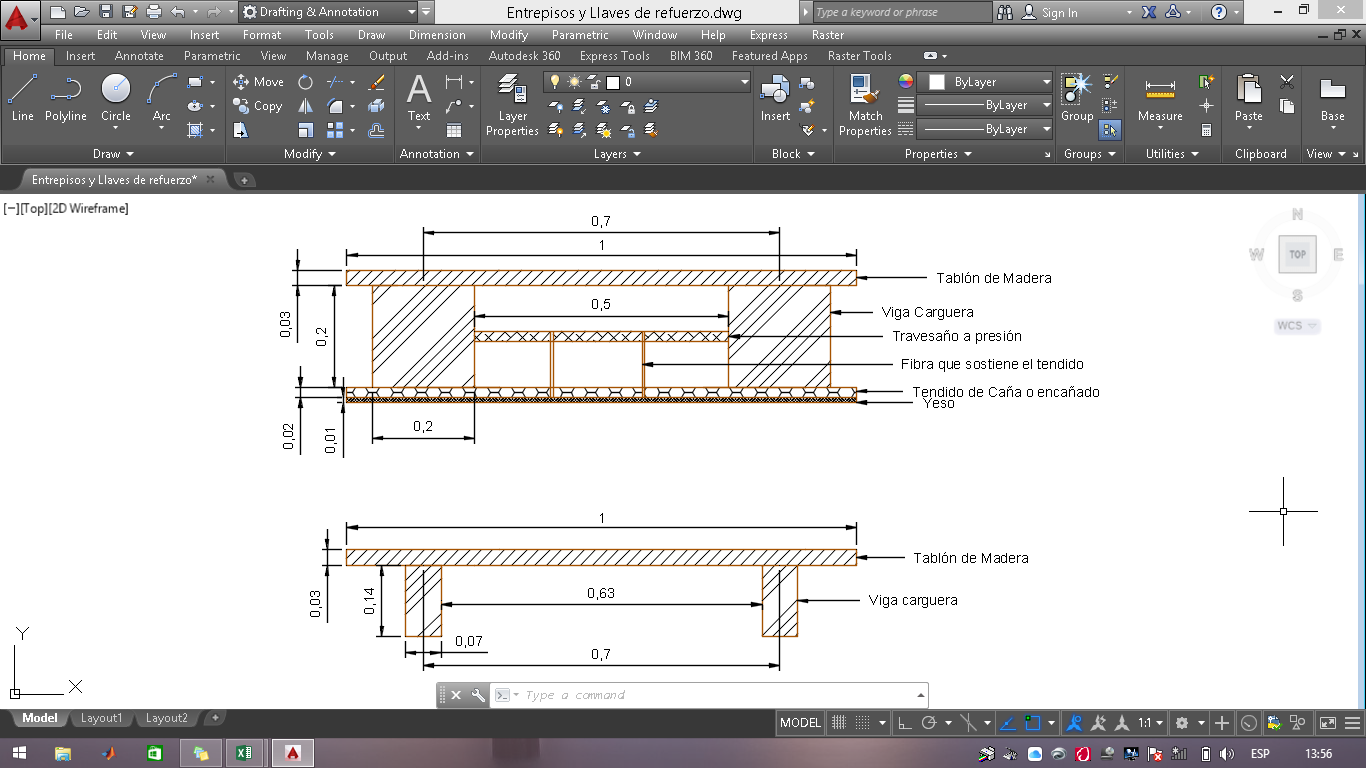 Drafting & Annotation
Entrepisos y Llaves de refuerzo.dwg
Type a keyword or phrase
Sign In
File Edit View Insert Format Tools Draw Dimension Modify Parametric Window Help Express Raster
Home Insert Annotate Parametric View Manage Output Add-ins Autodesk 360 Express Tools BIM 360 Featured Apps Raster Tools
Line Polyline Circle Arc
Move
Copy
Text
Layer Properties
0
Insert
Match Properties
ByLayer
ByLayer
ByLayer
Group
Measure
Paste
Base
Draw Modify Annotation Layers Block Properties Groups Utilities Clipboard View
Entrepisos y Llaves de refuerzo*
[−][Top][2D Wireframe]
N
W TOP E
S
WCS
0,7
1
Tablón de Madera
0,03
0,2
0,5
Viga Carguera
Travesaño a presión
Fibra que sostiene el tendido
Tendido de Caña o encañado
Yeso
0,02
0,01
0,2
1
Tablón de Madera
0,03
0,14
0,63
Viga carguera
0,07
0,7
Y
X
Type a command
Model Layout1 Layout2
MODEL
1:1
ESP
13:56